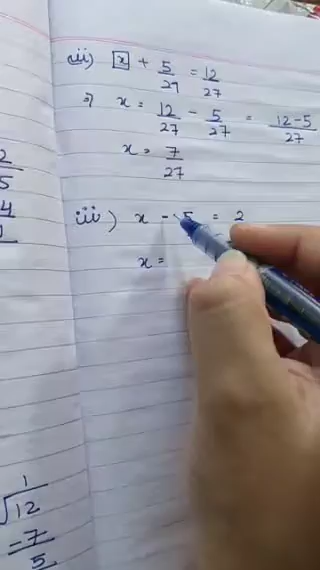 ii) x + 5/27 = 12/27
⇒ x = 12/27 - 5/27 = 12-5/27
x = 7/27
iii) x - 5 = 2
x =
2
5
4
1
√12
-7
5